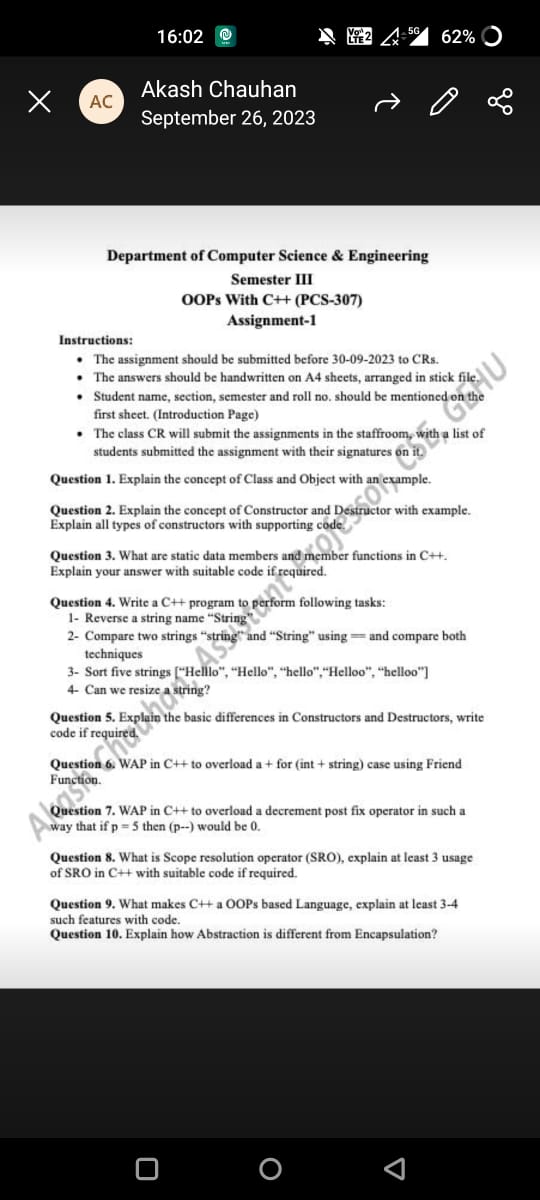 16:02
Vo) LTE2
5G
62%
AC
Akash Chauhan
September 26, 2023
Department of Computer Science & Engineering
Semester III
OOPs With C++ (PCS-307)
Assignment-1
Instructions:
• The assignment should be submitted before 30-09-2023 to CRs.
• The answers should be handwritten on A4 sheets, arranged in stick file.
• Student name, section, semester and roll no. should be mentioned on the
first sheet. (Introduction Page)
• The class CR will submit the assignments in the staffroom, with a list of
students submitted the assignment with their signatures on it.
Question 1. Explain the concept of Class and Object with an example.
Question 2. Explain the concept of Constructor and Destructor with example.
Explain all types of constructors with supporting code.
Question 3. What are static data members and member functions in C++.
Explain your answer with suitable code if required.
Question 4. Write a C++ program to perform following tasks:
1- Reverse a string name “String”
2- Compare two strings “string” and “String” using == and compare both
techniques
3- Sort five strings [“Helllo”, “Hello”, “hello”,“Helloo”, “helloo”]
4- Can we resize a string?
Question 5. Explain the basic differences in Constructors and Destructors, write
code if required.
Question 6. WAP in C++ to overload a + for (int + string) case using Friend
Function.
Question 7. WAP in C++ to overload a decrement post fix operator in such a
way that if p = 5 then (p--) would be 0.
Question 8. What is Scope resolution operator (SRO), explain at least 3 usage
of SRO in C++ with suitable code if required.
Question 9. What makes C++ a OOPs based Language, explain at least 3-4
such features with code.
Question 10. Explain how Abstraction is different from Encapsulation?
Akash Chauhan, Assistant Professor, CSE, GEHU